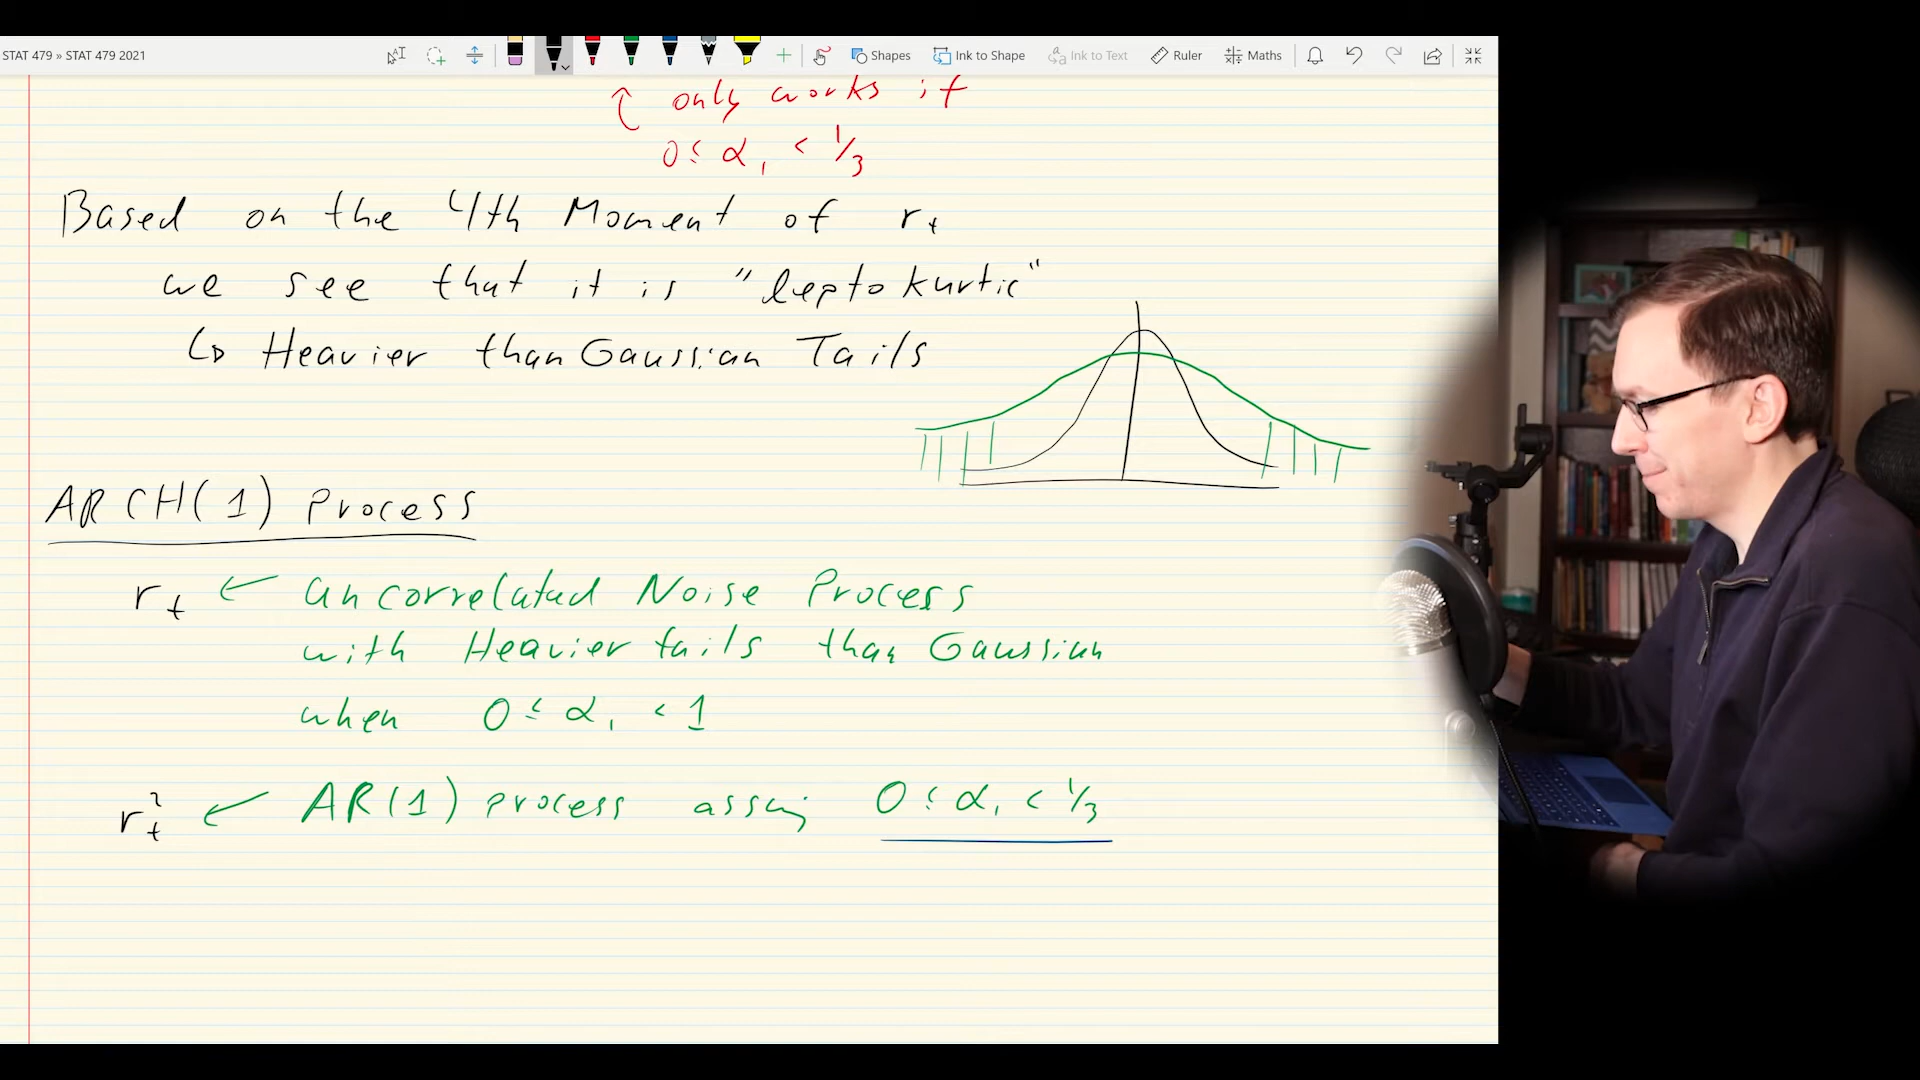 STAT 479 » STAT 479 2021
Shapes Ink to Shape Ink to Text Ruler Maths
only works if
0 ≤ α₁ < 1/3
Based on the 4th Moment of rₜ
we see that it is "leptokurtic"
↳ Heavier than Gaussian Tails
ARCH(1) Process
rₜ ← Uncorrelated Noise Process
with Heavier tails than Gaussian
when 0 ≤ α₁ < 1
rₜ² ← AR(1) process 0 ≤ α₁ < 1/3